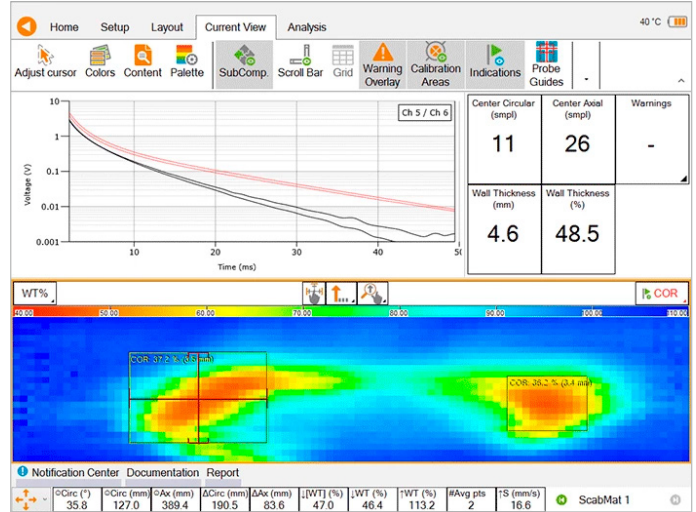 Home Setup Layout Current View Analysis 40 °C
Adjust cursor Colors Content Palette SubComp. Scroll Bar Grid Warning Overlay Calibration Areas Indications Probe Guides
Ch 5 / Ch 6
Voltage (V)
10
1
0.1
0.01
0.001
10 20 30 40 50
Time (ms)
Center Circular (smpl)
11
Center Axial (smpl)
26
Warnings
-
Wall Thickness (mm)
4.6
Wall Thickness (%)
48.5
WT% COR
40.00 50.00 60.00 70.00 80.00 90.00 100.00 110.00
COR: 37.2 % (3.5 mm)
COR: 36.2 % (3.4 mm)
Notification Center Documentation Report
°Circ (°) °Circ (mm) °Ax (mm) ΔCirc (mm) ΔAx (mm) ↓[WT] (%) ↓WT (%) ↑WT (%) #Avg pts ↑S (mm/s)
35.8 127.0 389.4 190.5 83.6 47.0 46.4 113.2 2 16.6 ScabMat 1